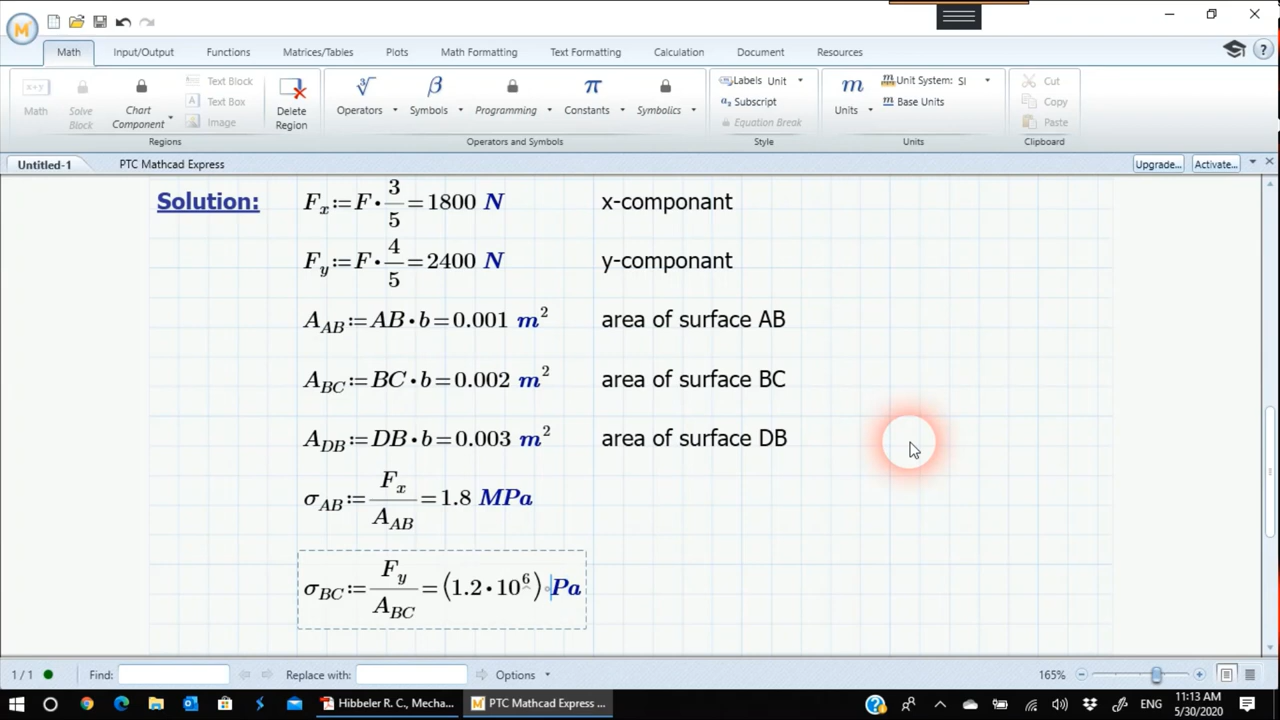 Math Input/Output Functions Matrices/Tables Plots Math Formatting Text Formatting Calculation Document Resources
Math
Solve Block
Chart Component
Text Block
Text Box
Image
Delete Region
Regions
Operators
Symbols
Programming
Constants
Symbolics
Operators and Symbols
Labels Unit
Subscript
Equation Break
Style
Units
Unit System: SI
Base Units
Units
Cut
Copy
Paste
Clipboard
Untitled-1 PTC Mathcad Express Upgrade... Activate...
Solution: F_x := F · 3/5 = 1800 N x-componant
F_y := F · 4/5 = 2400 N y-componant
A_AB := AB · b = 0.001 m² area of surface AB
A_BC := BC · b = 0.002 m² area of surface BC
A_DB := DB · b = 0.003 m² area of surface DB
σ_AB := F_x/A_AB = 1.8 MPa
σ_BC := F_y/A_BC = (1.2 · 10⁶) · Pa
1 / 1 Find: Replace with: Options 165%
Hibbeler R. C., Mecha... PTC Mathcad Express ... ENG 11:13 AM
5/30/2020